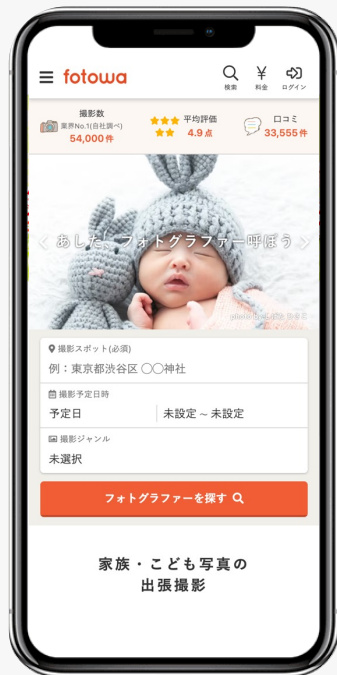 fotowa
検索
料金
ログイン
撮影数
業界No.1(自社調べ)
54,000件
平均評価
4.9点
口コミ
33,555件
あした、フォトグラファー呼ぼう
撮影スポット(必須)
例：東京都渋谷区 〇〇神社
撮影予定日時
予定日
未設定 ~ 未設定
撮影ジャンル
未選択
フォトグラファーを探す
家族・こども写真の
出張撮影